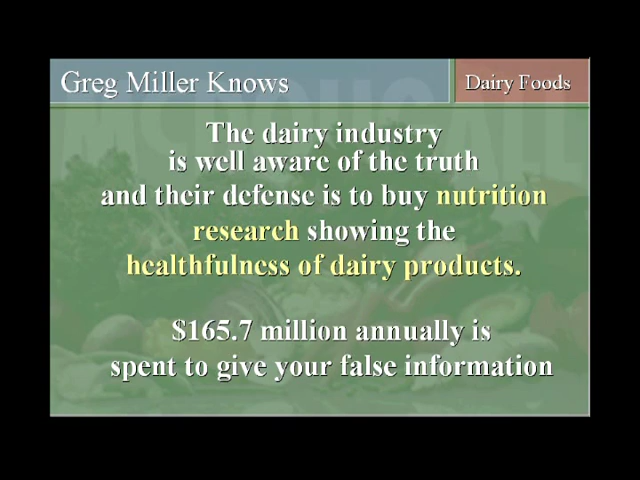 Greg Miller Knows
Dairy Foods
The dairy industry
is well aware of the truth
and their defense is to buy nutrition
research showing the
healthfulness of dairy products.
$165.7 million annually is
spent to give your false information